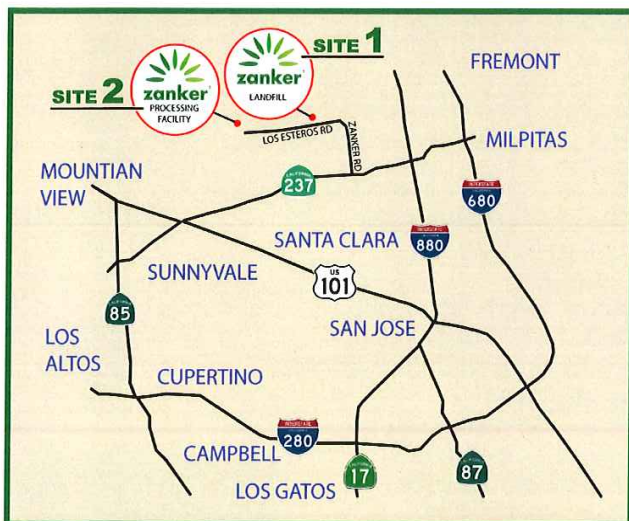 SITE 1
zanker
LANDFILL
SITE 2
zanker
PROCESSING
FACILITY
FREMONT
LOS ESTEROS RD
ZANKER RD
MILPITAS
MOUNTIAN
VIEW
237
680
SANTA CLARA
880
SUNNYVALE
US
101
85
SAN JOSE
LOS
ALTOS
CUPERTINO
CAMPBELL
280
17
87
LOS GATOS